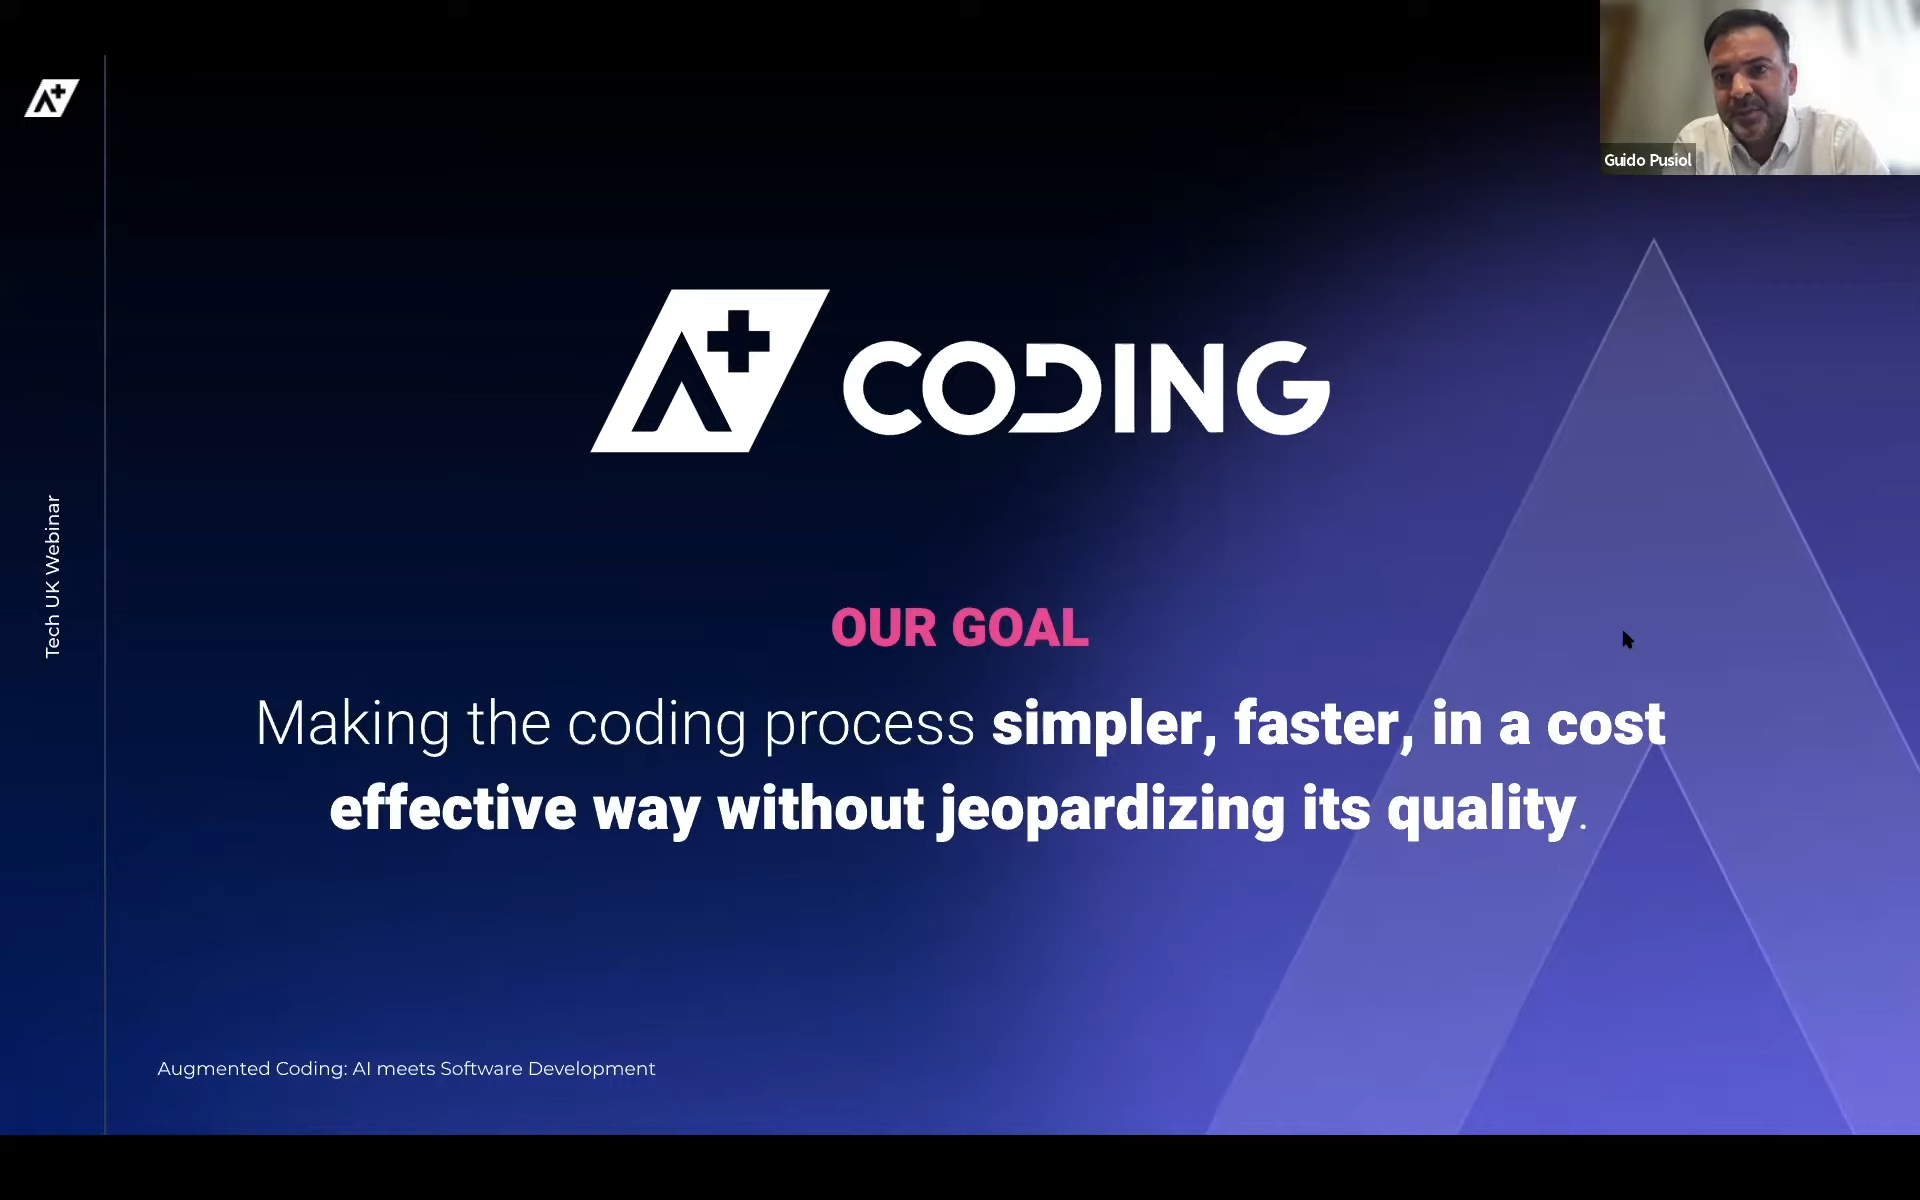 A+
Guido Pusiol
A+ CODING
Tech UK Webinar
OUR GOAL
Making the coding process simpler, faster, in a cost
effective way without jeopardizing its quality.
Augmented Coding: AI meets Software Development